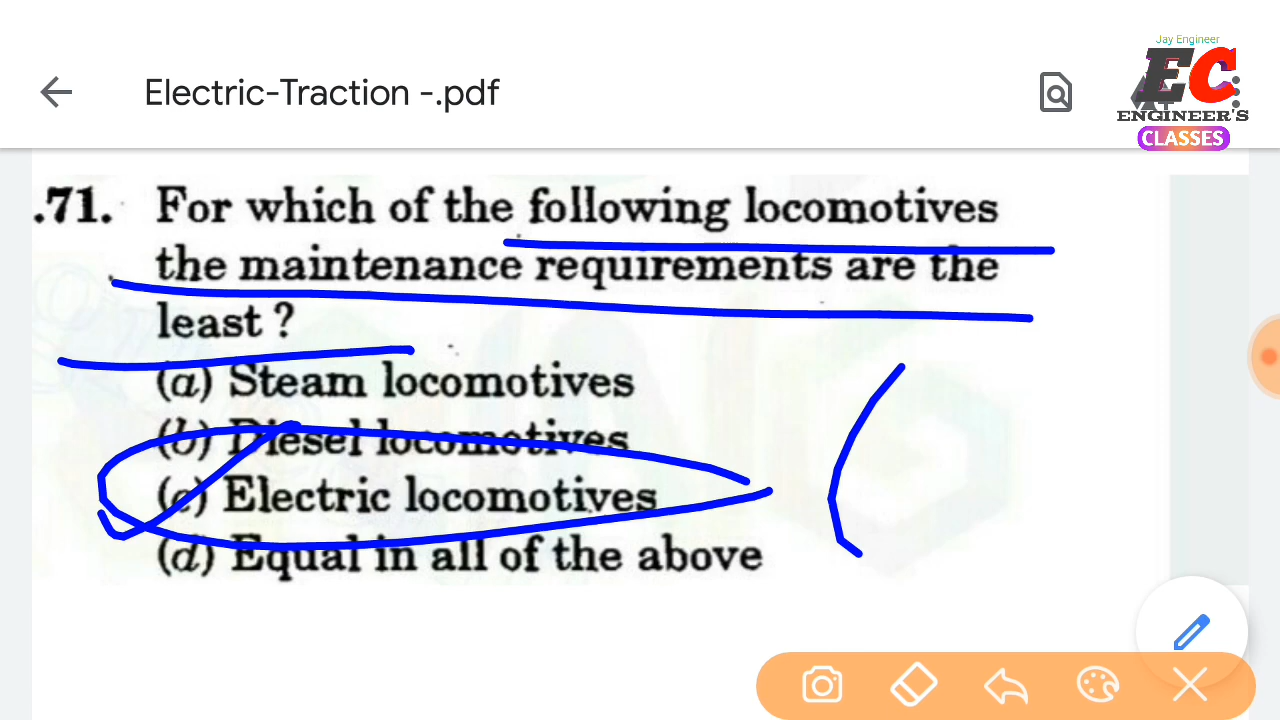 Jay Engineer
EC
ENGINEER'S
CLASSES
Electric-Traction -.pdf
.71. For which of the following locomotives
the maintenance requirements are the
least ?
(a) Steam locomotives
(b) Diesel locomotives
(c) Electric locomotives
(d) Equal in all of the above